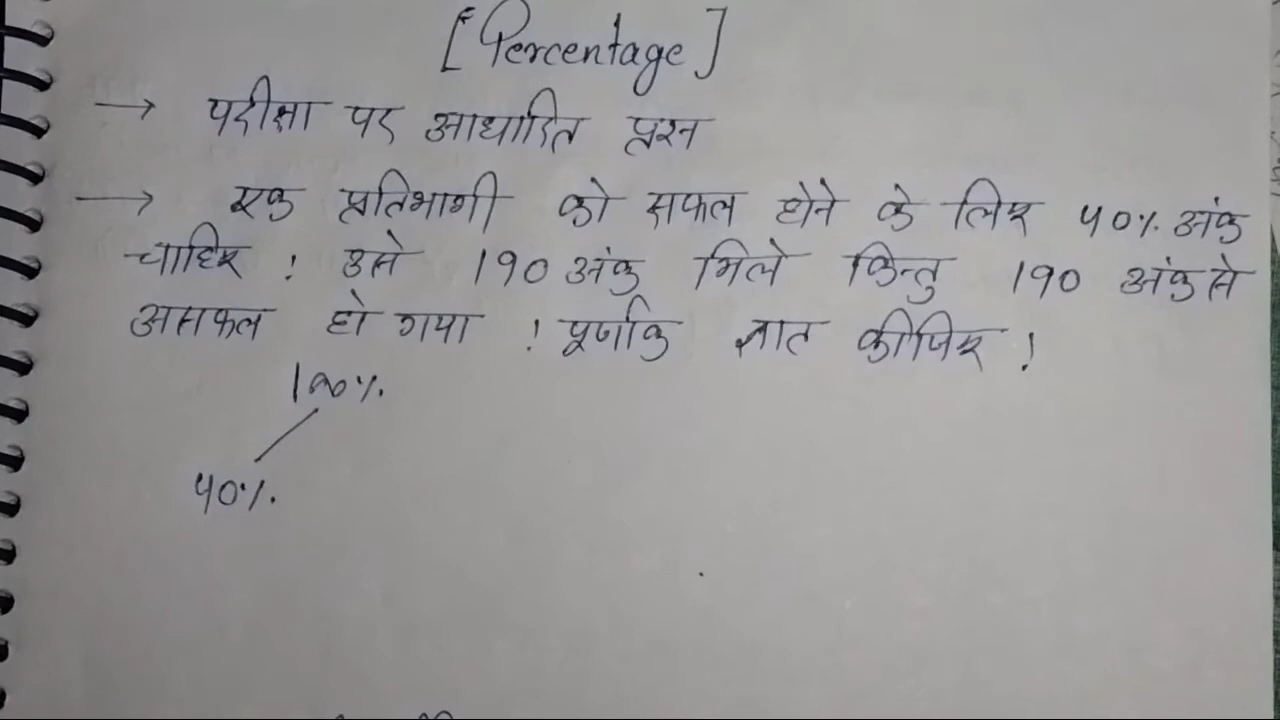 [Percentage]
→ परीक्षा पर आधारित प्रश्न
→ एक प्रतिभागी को सफल होने के लिए 40% अंक
चाहिए ! उसे 190 अंक मिले किन्तु 190 अंक से
असफल हो गया ! पूर्णांक ज्ञात कीजिए !
100%
40%